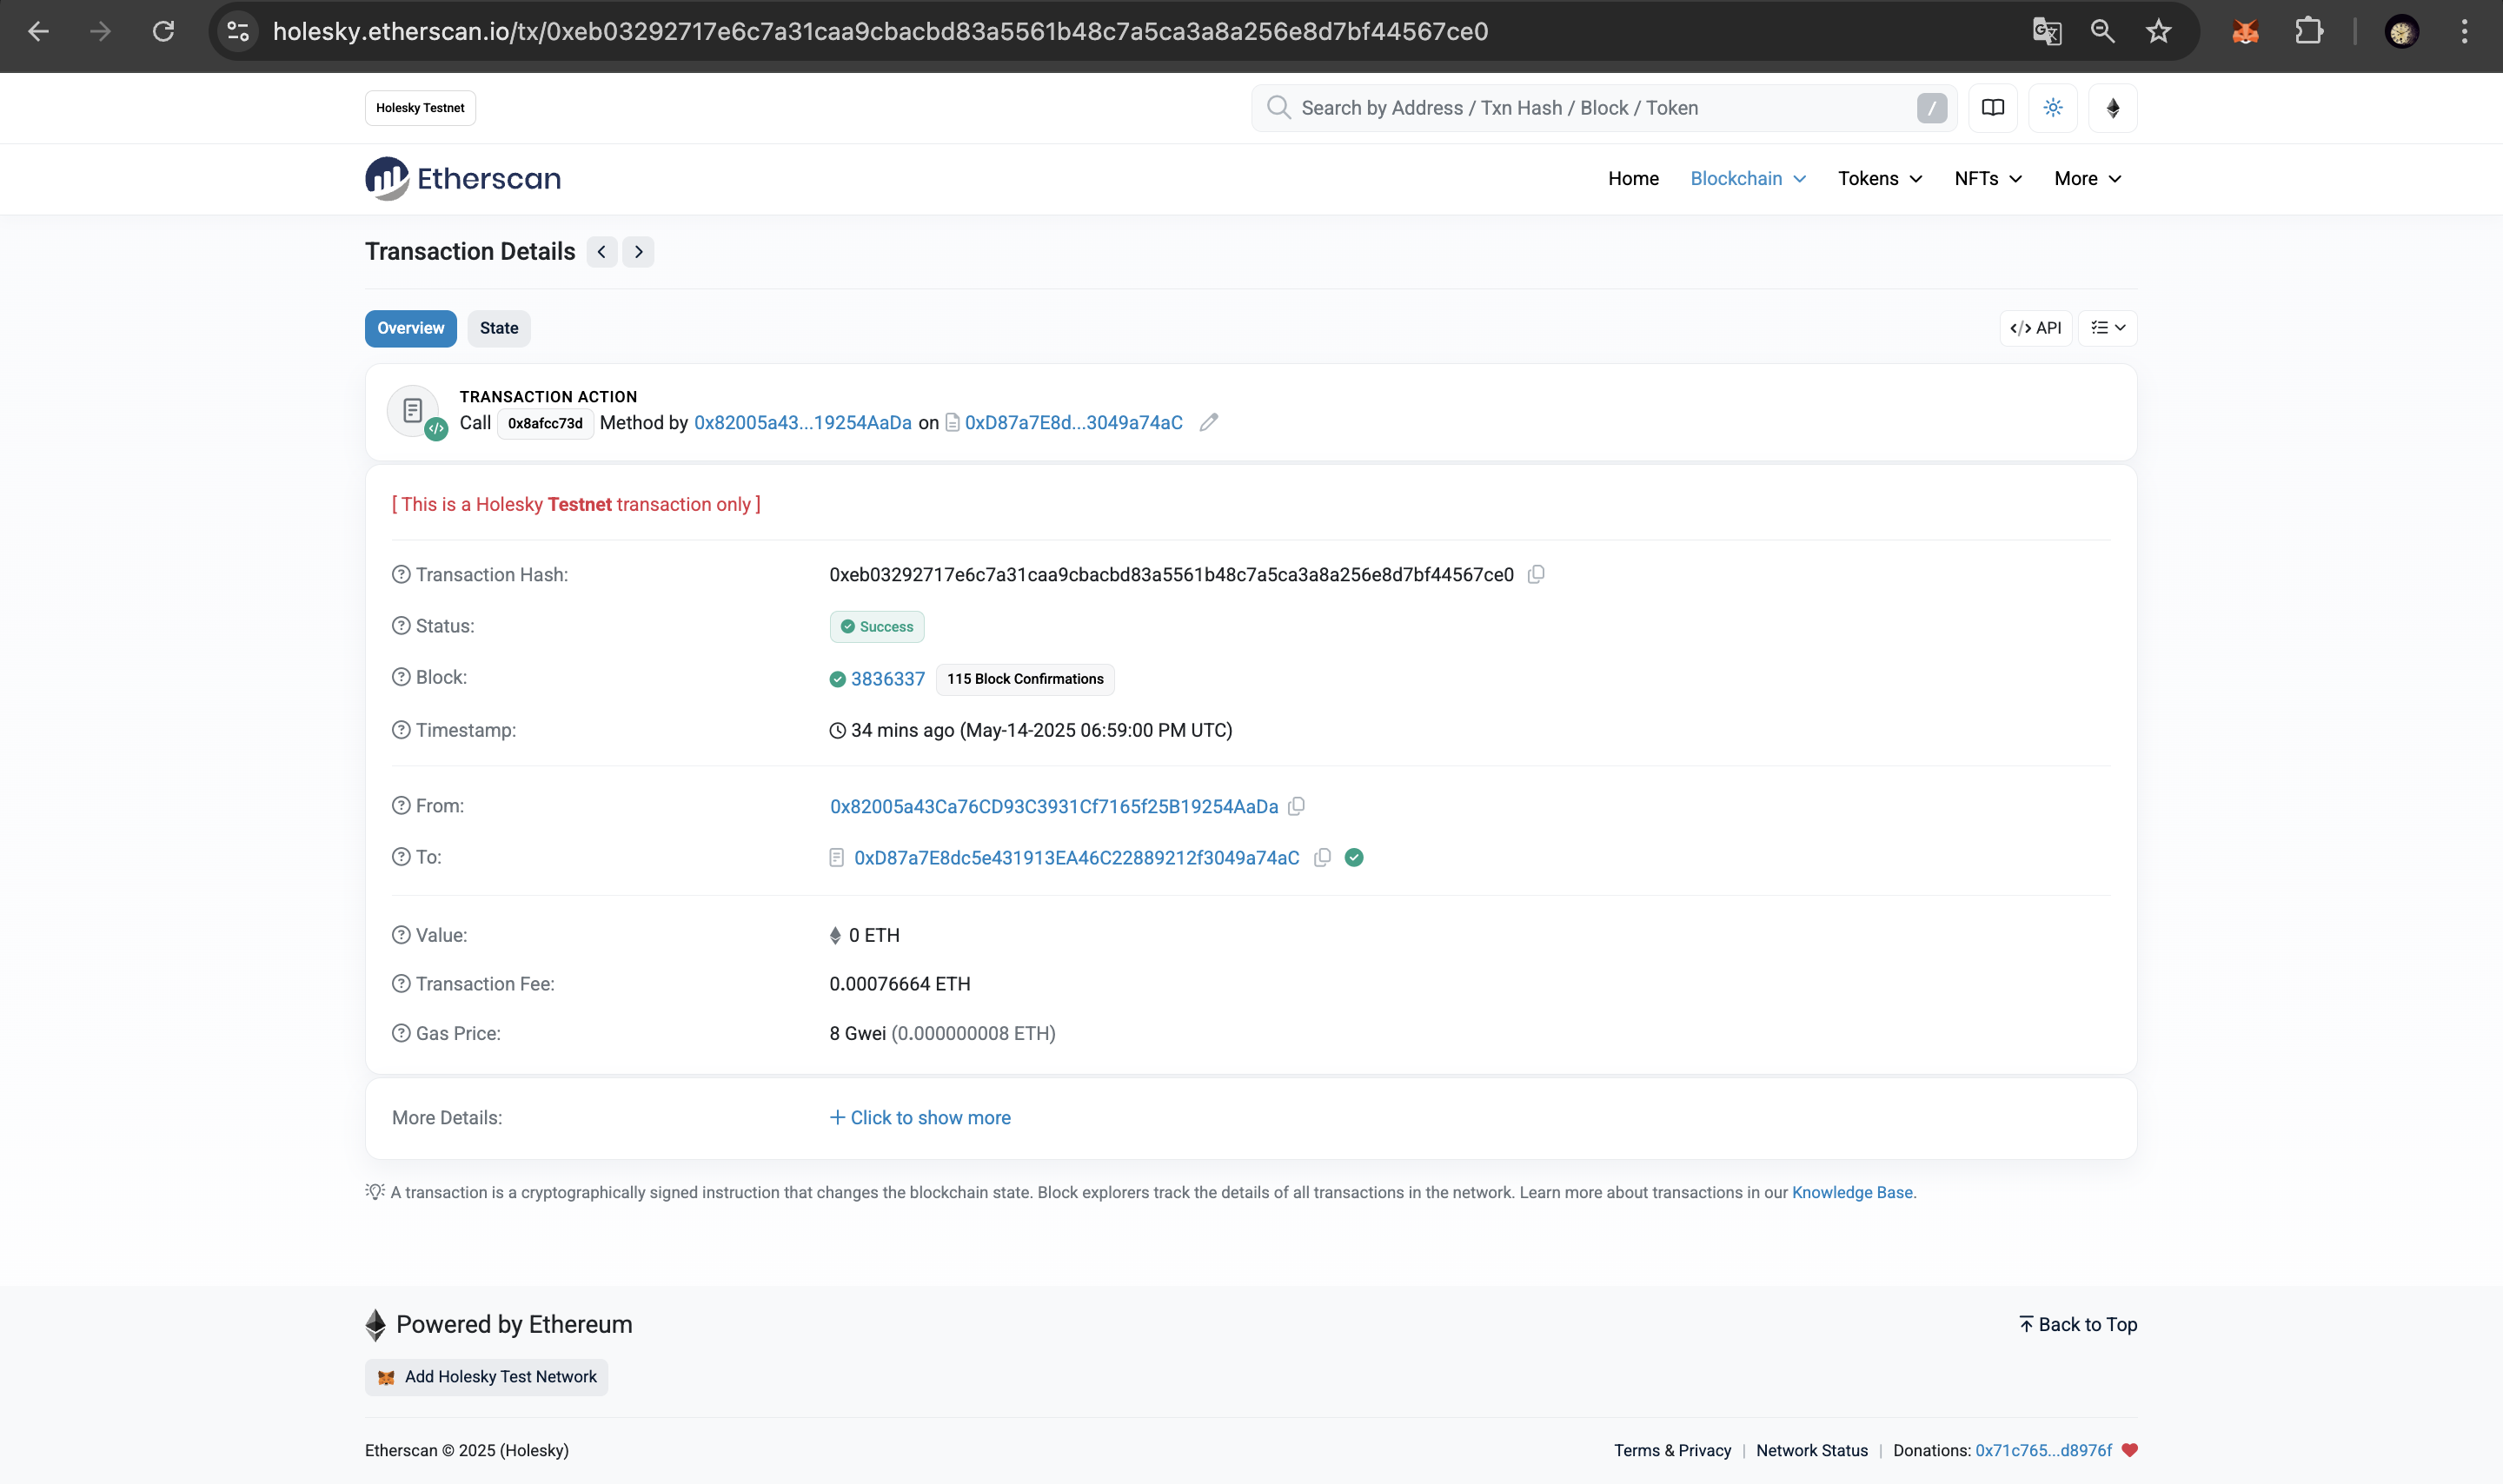 holesky.etherscan.io/tx/0xeb03292717e6c7a31caa9cbacbd83a5561b48c7a5ca3a8a256e8d7bf44567ce0
Holesky Testnet
Search by Address / Txn Hash / Block / Token
/
Etherscan
Home Blockchain Tokens NFTs More
Transaction Details
Overview State
API
TRANSACTION ACTION
Call 0x8afcc73d Method by 0x82005a43...19254AaDa on 0xD87a7E8d...3049a74aC
[ This is a Holesky Testnet transaction only ]
Transaction Hash: 0xeb03292717e6c7a31caa9cbacbd83a5561b48c7a5ca3a8a256e8d7bf44567ce0
Status: Success
Block: 3836337 115 Block Confirmations
Timestamp: 34 mins ago (May-14-2025 06:59:00 PM UTC)
From: 0x82005a43Ca76CD93C3931Cf7165f25B19254AaDa
To: 0xD87a7E8dc5e431913EA46C22889212f3049a74aC
Value: 0 ETH
Transaction Fee: 0.00076664 ETH
Gas Price: 8 Gwei (0.000000008 ETH)
More Details: Click to show more
A transaction is a cryptographically signed instruction that changes the blockchain state. Block explorers track the details of all transactions in the network. Learn more about transactions in our Knowledge Base.
Powered by Ethereum
Back to Top
Add Holesky Test Network
Etherscan © 2025 (Holesky)
Terms & Privacy | Network Status | Donations: 0x71c765...d8976f